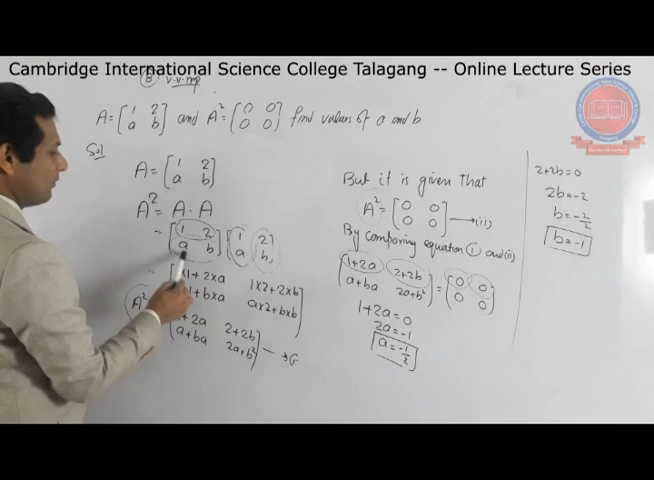 Cambridge International Science College Talagang -- Online Lecture Series
⑧ v.v.imp
A = [1 2 a b] and A² = [0 0 0 0] find values of a and b
Sol
A = [1 2 a b]
A² = A . A
= [1 2 a b] [1 2 a b]
x1+2xa 1x2+2xb
x1+bxa ax2+bxb
A²
+2a 2+2b
a+ba 2a+b² → (i
But it is given that
A² = [0 0 0 0] → (ii)
By comparing equation (i) and (ii)
(1+2a 2+2b a+ba 2a+b²) = (0 0 0 0)
1+2a=0
2a=-1
a=-1/2
2+2b=0
2b=-2
b=-2/2
b=-1